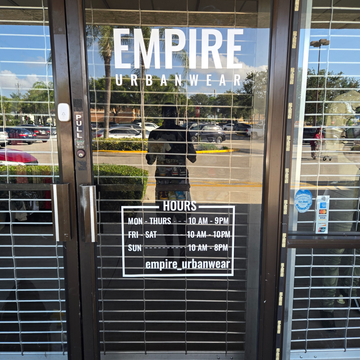 EMPIRE
URBANWEAR
PULL
HOURS
MON - THURS - - - 10 AM - 9PM
FRI - SAT 10 AM - 10PM
SUN - - - - - - - - - - 10 AM - 8PM
empire_urbanwear